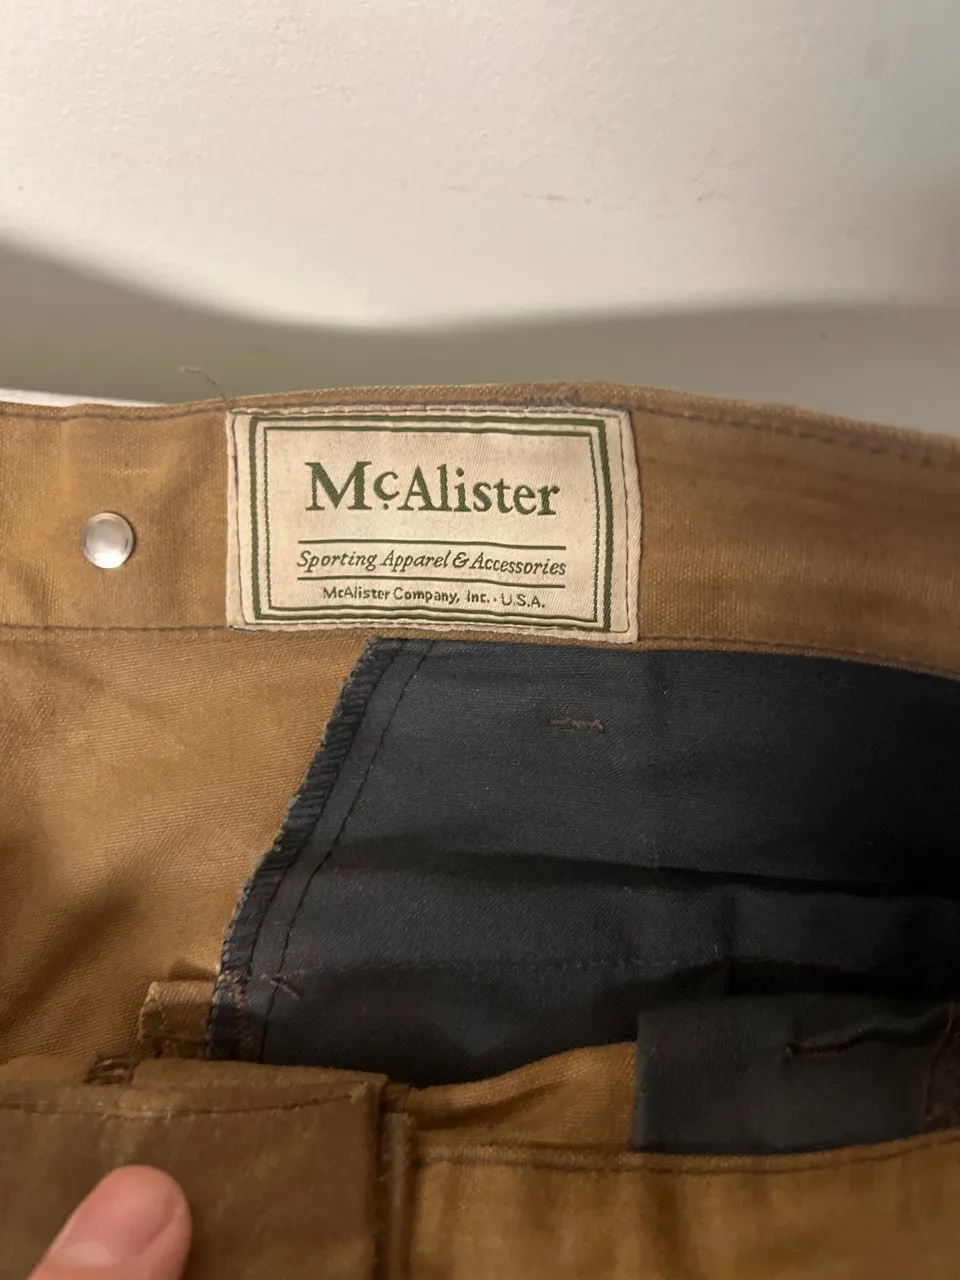 McAlister
Sporting Apparel & Accessories
McAlister Company, Inc. · U.S.A.